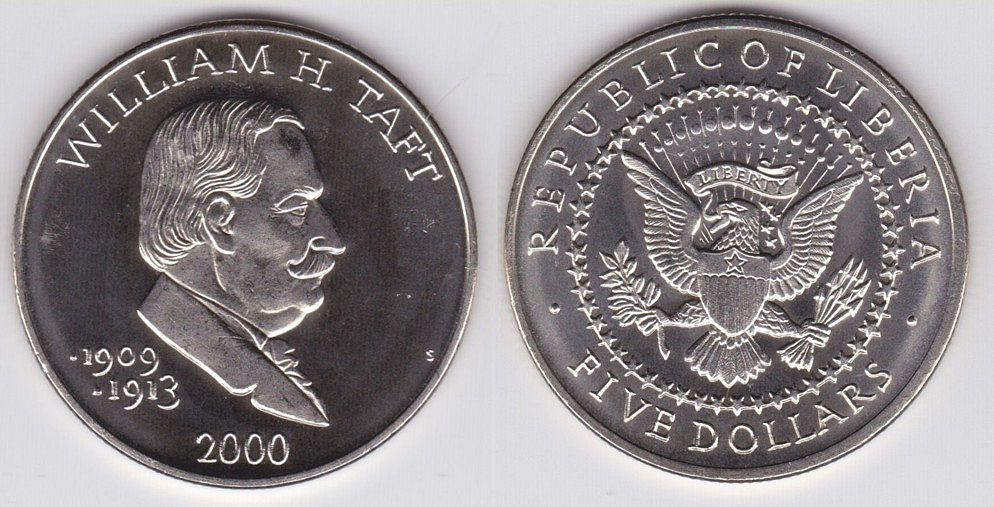 WILLIAM H. TAFT
·1909
·1913
2000
S
REPUBLIC OF LIBERIA
LIBERTY
· FIVE DOLLARS ·